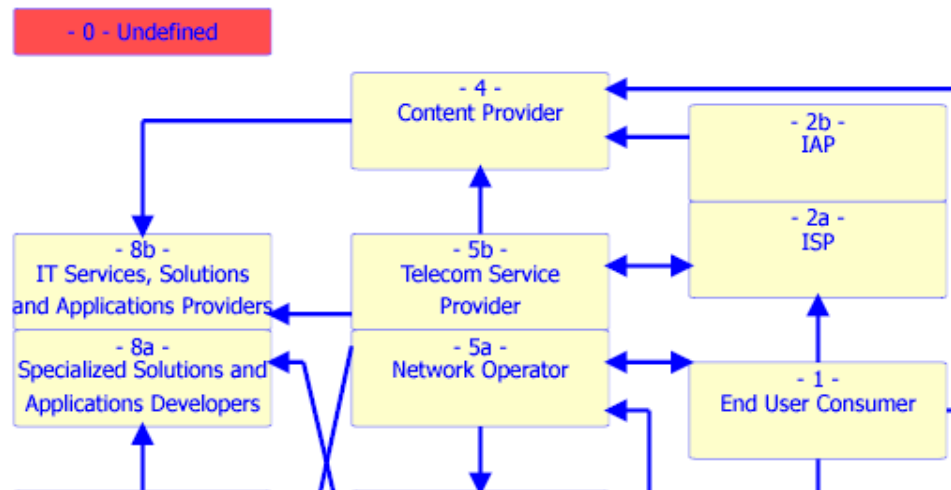 - 0 - Undefined
- 4 -
Content Provider
- 2b -
IAP
- 2a -
ISP
- 8b -
IT Services, Solutions
and Applications Providers
- 5b -
Telecom Service
Provider
- 8a -
Specialized Solutions and
Applications Developers
- 5a -
Network Operator
- 1 -
End User Consumer